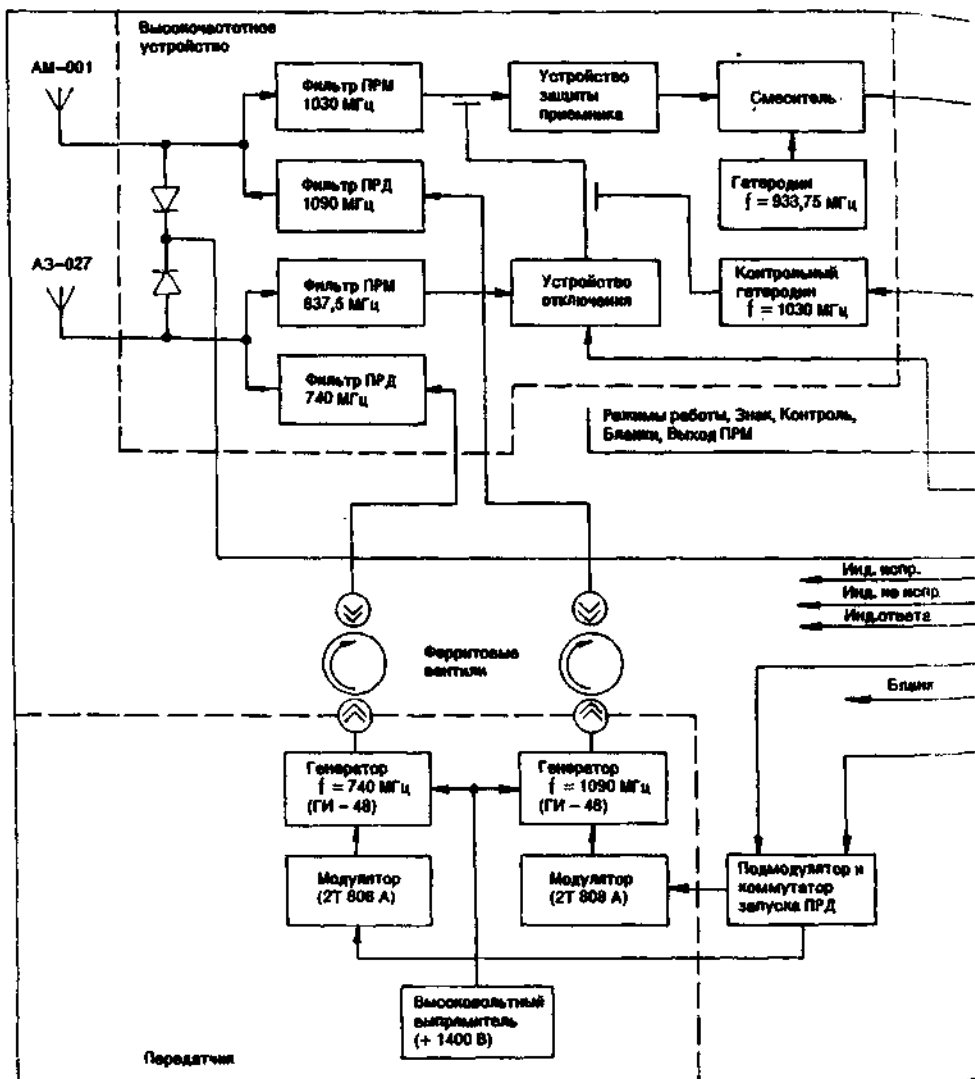 Высокочастотное
устройство
АМ-001
Фильтр ПРМ
1030 МГц
Устройство
защиты
приемника
Смеситель
Фильтр ПРД
1090 МГц
Гетеродин
f = 933,75 МГц
АЗ-027
Фильтр ПРМ
837,5 МГц
Устройство
отключения
Контрольный
гетеродин
f = 1030 МГц
Фильтр ПРД
740 МГц
Режимы работы, Знак, Контроль,
Бланки, Выход ПРМ
Инд. испр.
Инд. не испр
Инд.ответа
Ферритовые
вентили
Бланк
Генератор
f = 740 МГц
(ГИ - 48)
Генератор
f = 1090 МГц
(ГИ - 48)
Модулятор
(2Т 808 А)
Модулятор
(2Т 808 А)
Подмодулятор и
коммутатор
запуска ПРД
Высоковольтный
выпрямитель
(+ 1400 В)
Передатчик